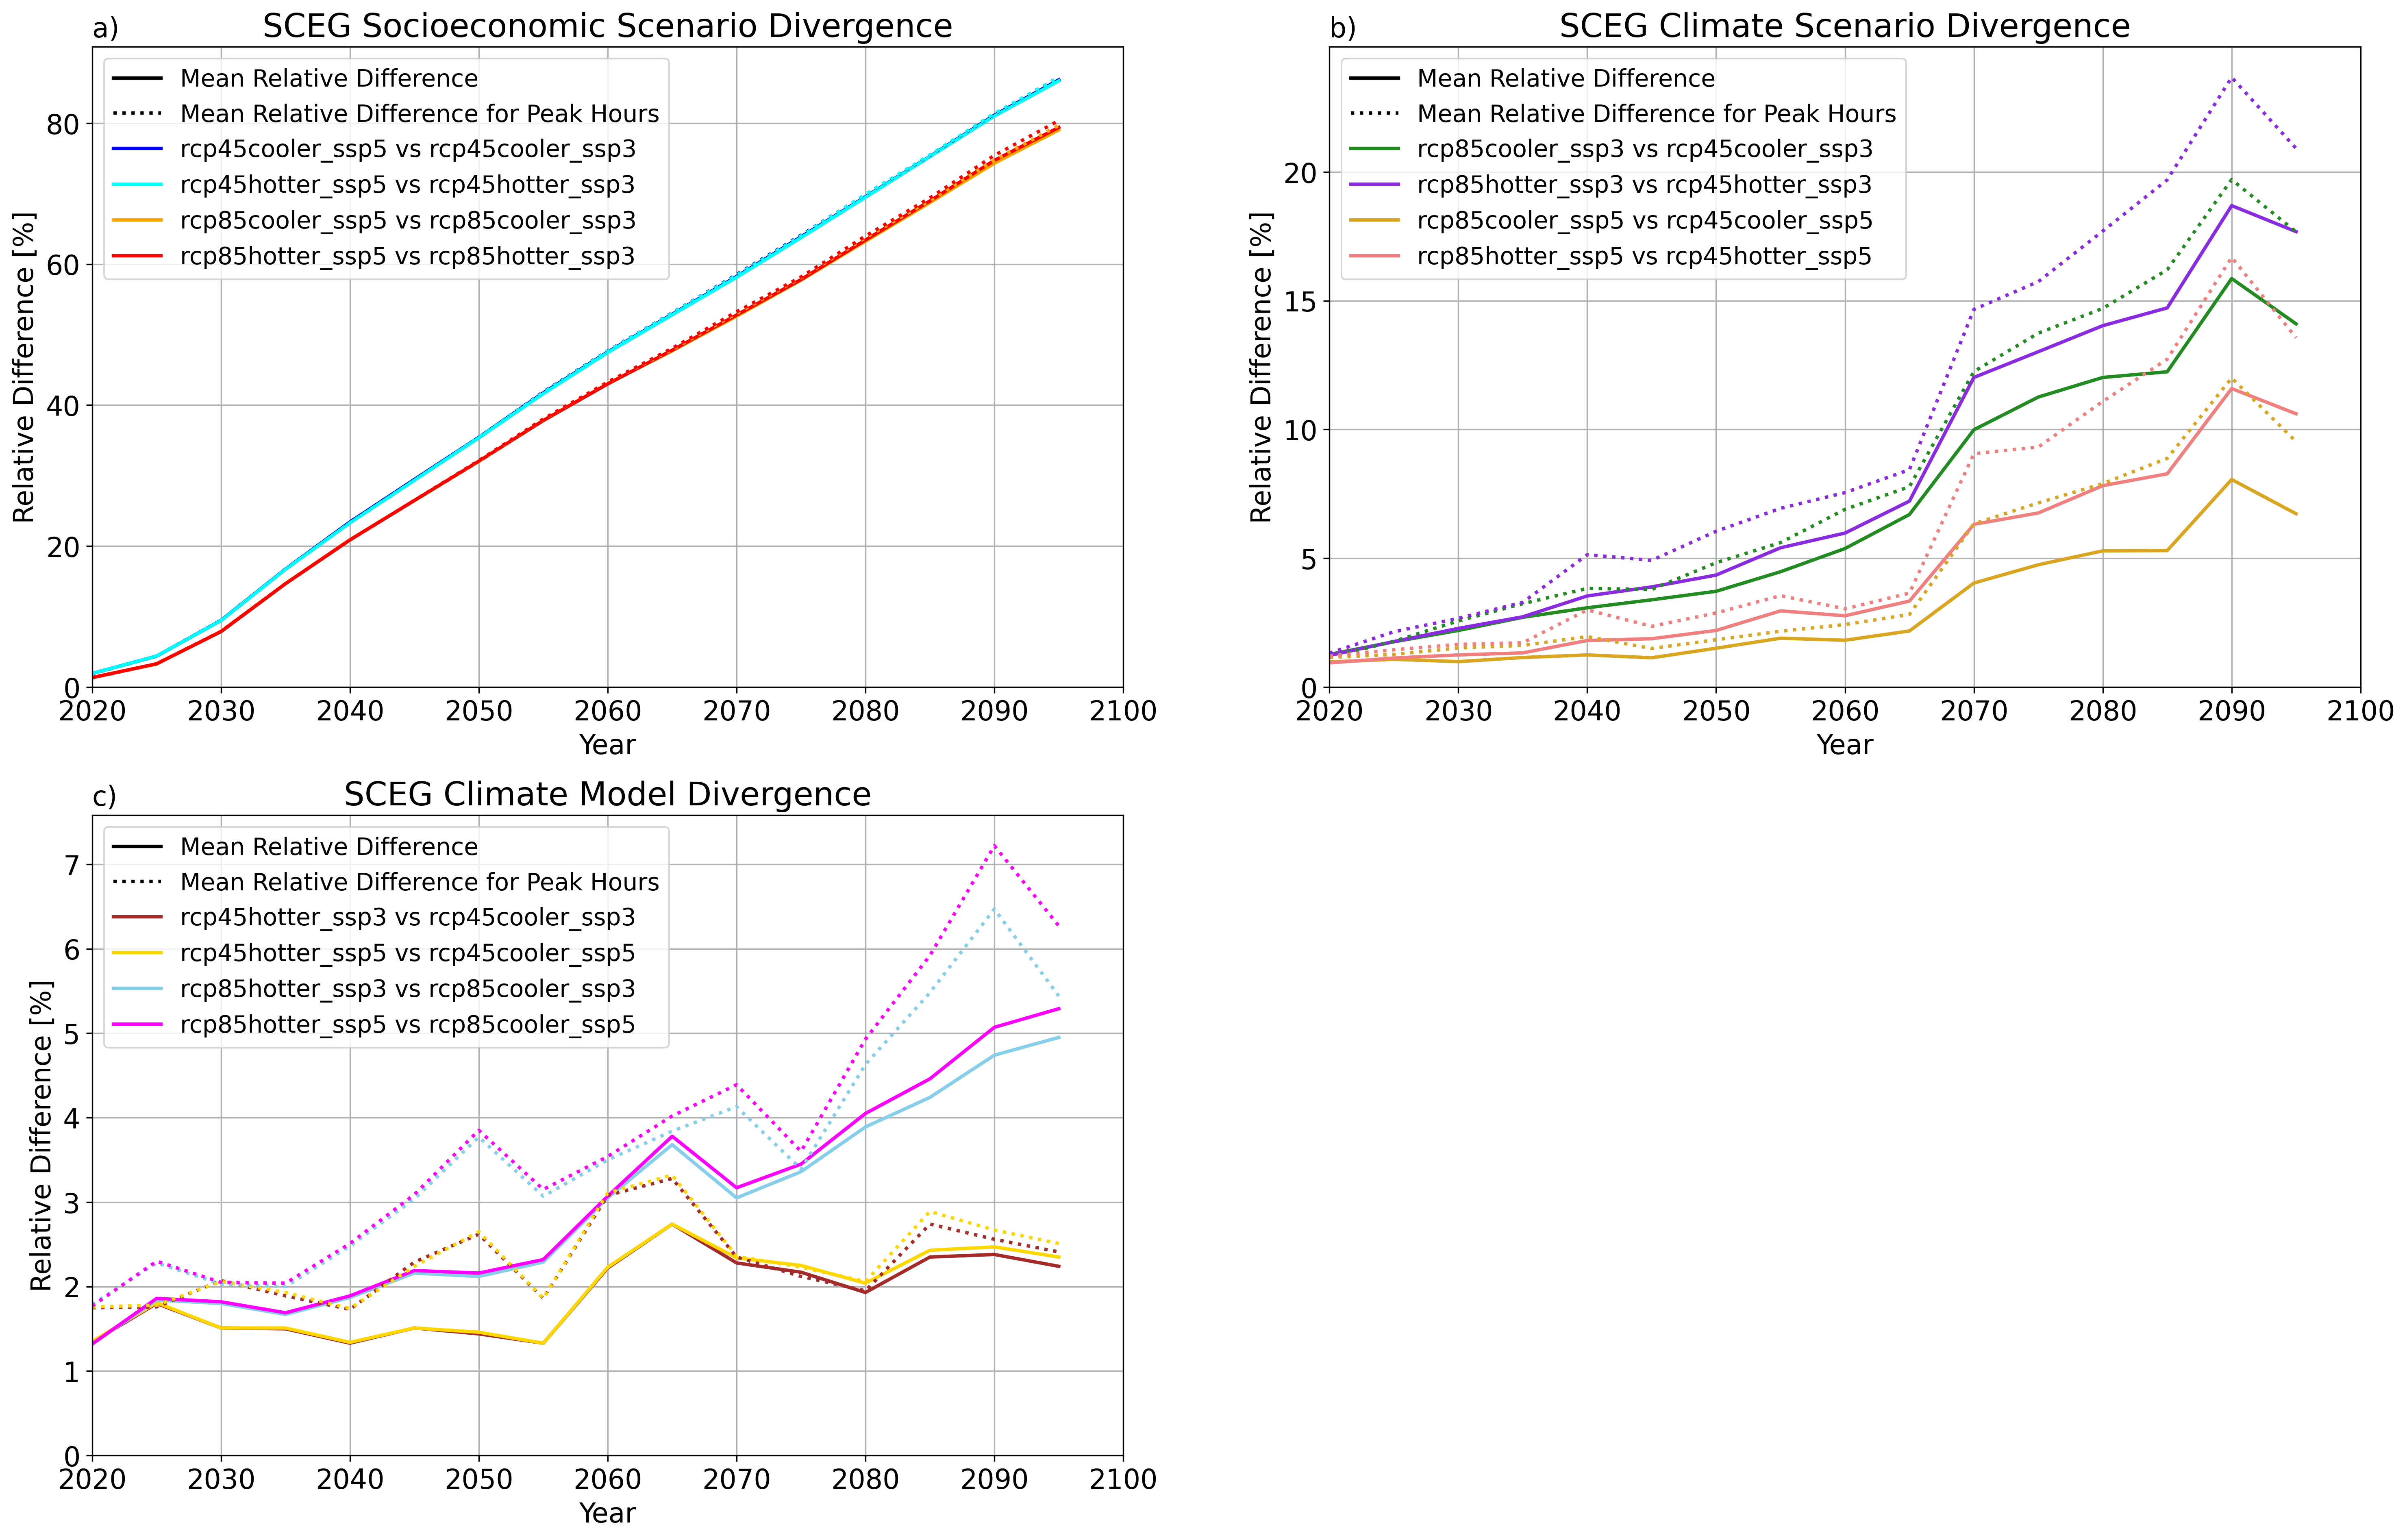 a)
SCEG Socioeconomic Scenario Divergence
Mean Relative Difference
Mean Relative Difference for Peak Hours
rcp45cooler_ssp5 vs rcp45cooler_ssp3
rcp45hotter_ssp5 vs rcp45hotter_ssp3
rcp85cooler_ssp5 vs rcp85cooler_ssp3
rcp85hotter_ssp5 vs rcp85hotter_ssp3
Relative Difference [%]
80
60
40
20
0
2020 2030 2040 2050 2060 2070 2080 2090 2100
Year
b)
SCEG Climate Scenario Divergence
Mean Relative Difference
Mean Relative Difference for Peak Hours
rcp85cooler_ssp3 vs rcp45cooler_ssp3
rcp85hotter_ssp3 vs rcp45hotter_ssp3
rcp85cooler_ssp5 vs rcp45cooler_ssp5
rcp85hotter_ssp5 vs rcp45hotter_ssp5
Relative Difference [%]
20
15
10
5
0
2020 2030 2040 2050 2060 2070 2080 2090 2100
Year
c)
SCEG Climate Model Divergence
Mean Relative Difference
Mean Relative Difference for Peak Hours
rcp45hotter_ssp3 vs rcp45cooler_ssp3
rcp45hotter_ssp5 vs rcp45cooler_ssp5
rcp85hotter_ssp3 vs rcp85cooler_ssp3
rcp85hotter_ssp5 vs rcp85cooler_ssp5
Relative Difference [%]
7
6
5
4
3
2
1
0
2020 2030 2040 2050 2060 2070 2080 2090 2100
Year